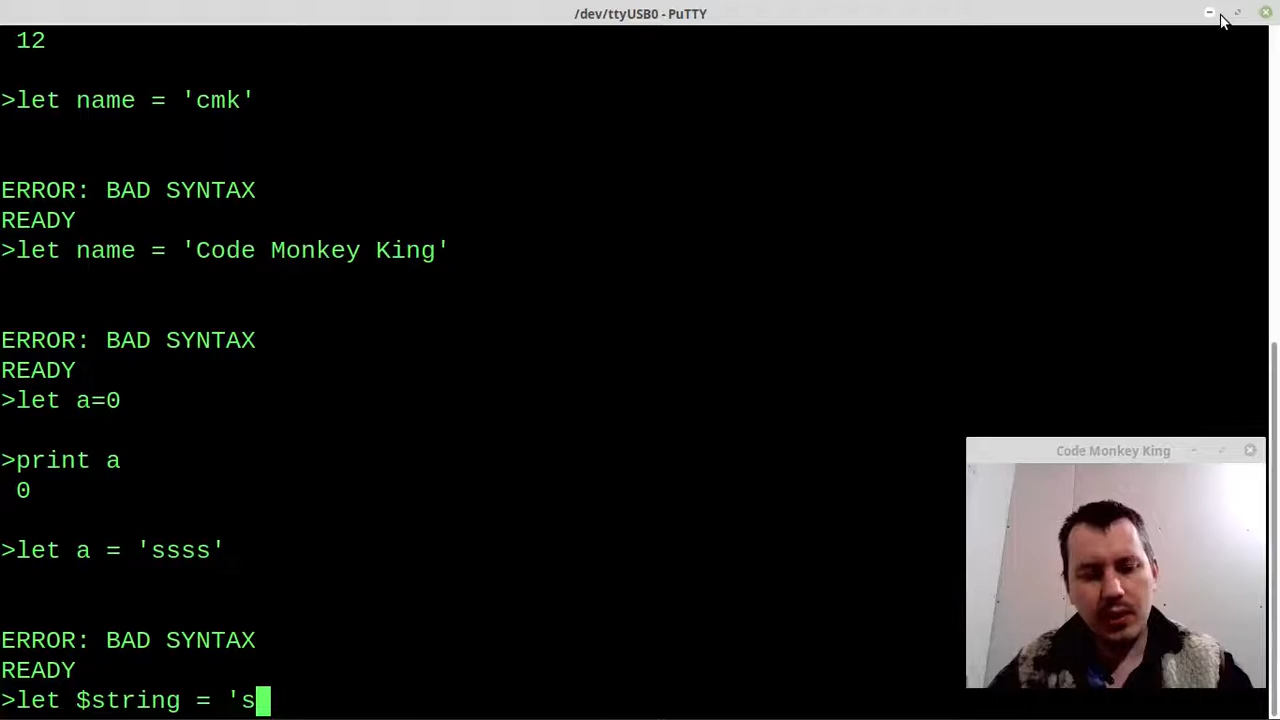 /dev/ttyUSB0 - PuTTY
12
>let name = 'cmk'
ERROR: BAD SYNTAX
READY
>let name = 'Code Monkey King'
ERROR: BAD SYNTAX
READY
>let a=0
>print a
0
>let a = 'ssss'
ERROR: BAD SYNTAX
READY
>let $string = 's
Code Monkey King